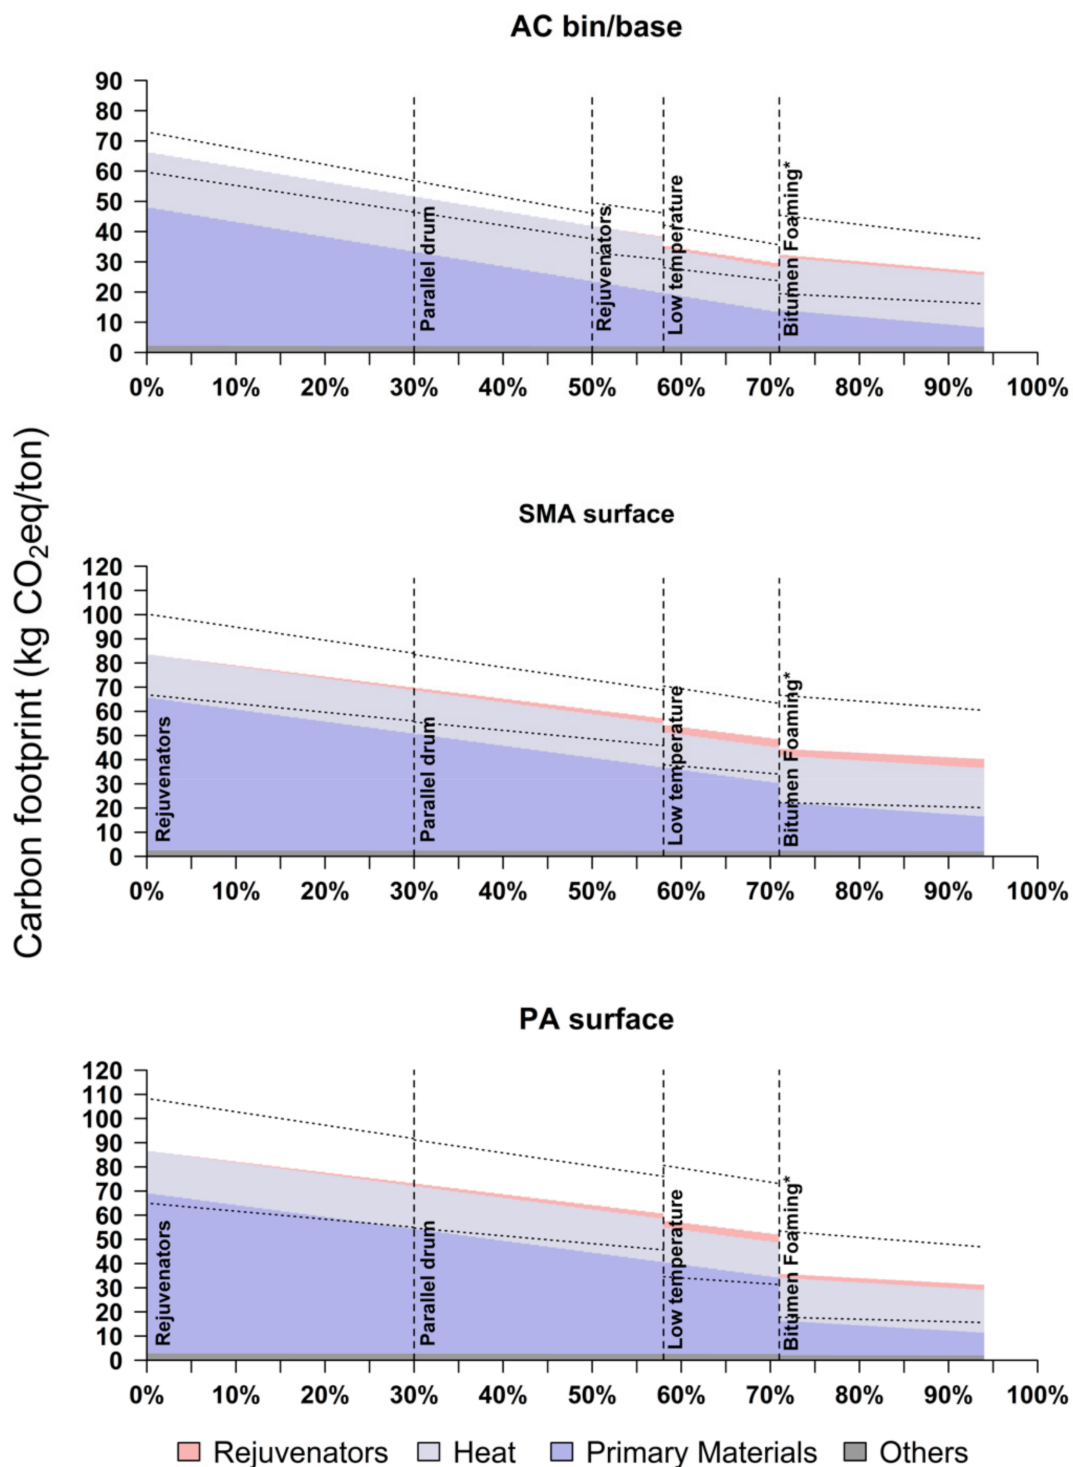 AC bin/base
90
80
70
60
50
40
30
20
10
0
Parallel drum
Rejuvenators
Low temperature
Bitumen Foaming*
0% 10% 20% 30% 40% 50% 60% 70% 80% 90% 100%
Carbon footprint (kg CO₂eq/ton)
SMA surface
120
110
100
90
80
70
60
50
40
30
20
10
0
Rejuvenators
Parallel drum
Low temperature
Bitumen Foaming*
0% 10% 20% 30% 40% 50% 60% 70% 80% 90% 100%
PA surface
120
110
100
90
80
70
60
50
40
30
20
10
0
Rejuvenators
Parallel drum
Low temperature
Bitumen Foaming*
0% 10% 20% 30% 40% 50% 60% 70% 80% 90% 100%
Rejuvenators Heat Primary Materials Others